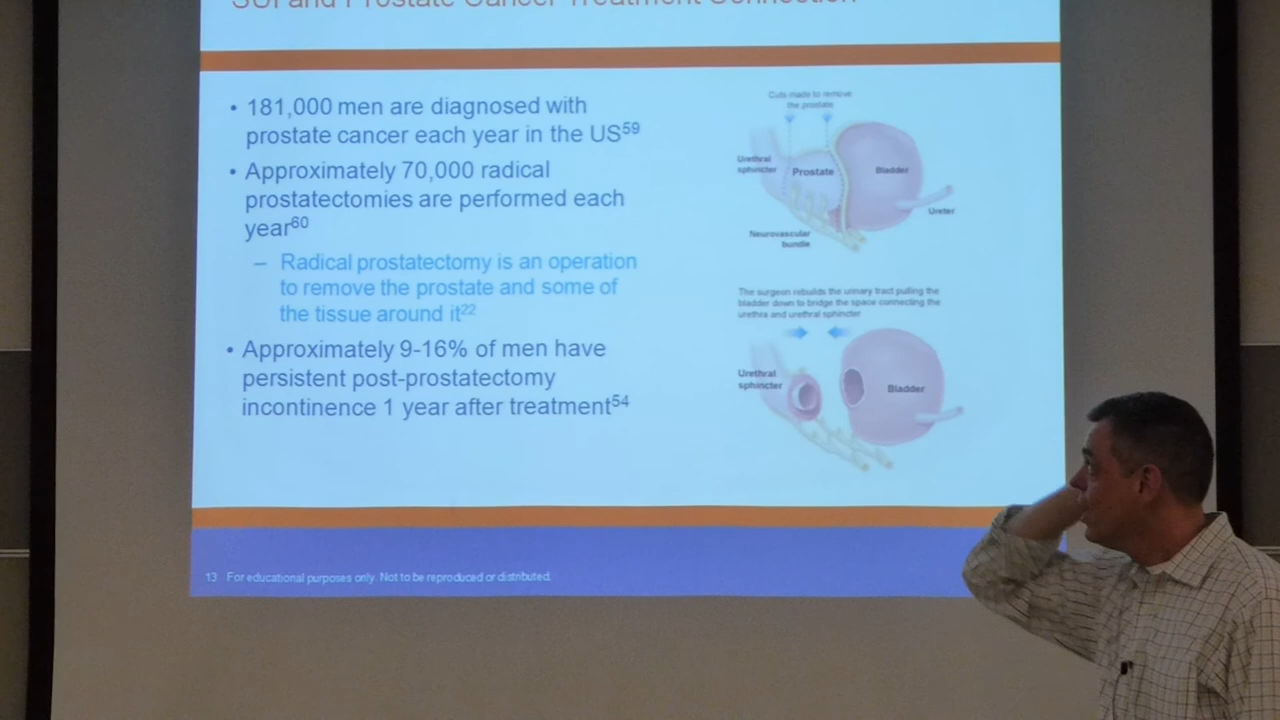 SUI and Prostate Cancer Treatment Connection
• 181,000 men are diagnosed with
prostate cancer each year in the US59
• Approximately 70,000 radical
prostatectomies are performed each
year60
– Radical prostatectomy is an operation
to remove the prostate and some of
the tissue around it22
• Approximately 9-16% of men have
persistent post-prostatectomy
incontinence 1 year after treatment54
Cuts made to remove
the prostate
Urethral
sphincter
Prostate
Bladder
Ureter
Neurovascular
bundle
The surgeon rebuilds the urinary tract pulling the
bladder down to bridge the space connecting the
urethra and urethral sphincter
Urethral
sphincter
Bladder
13 For educational purposes only. Not to be reproduced or distributed.